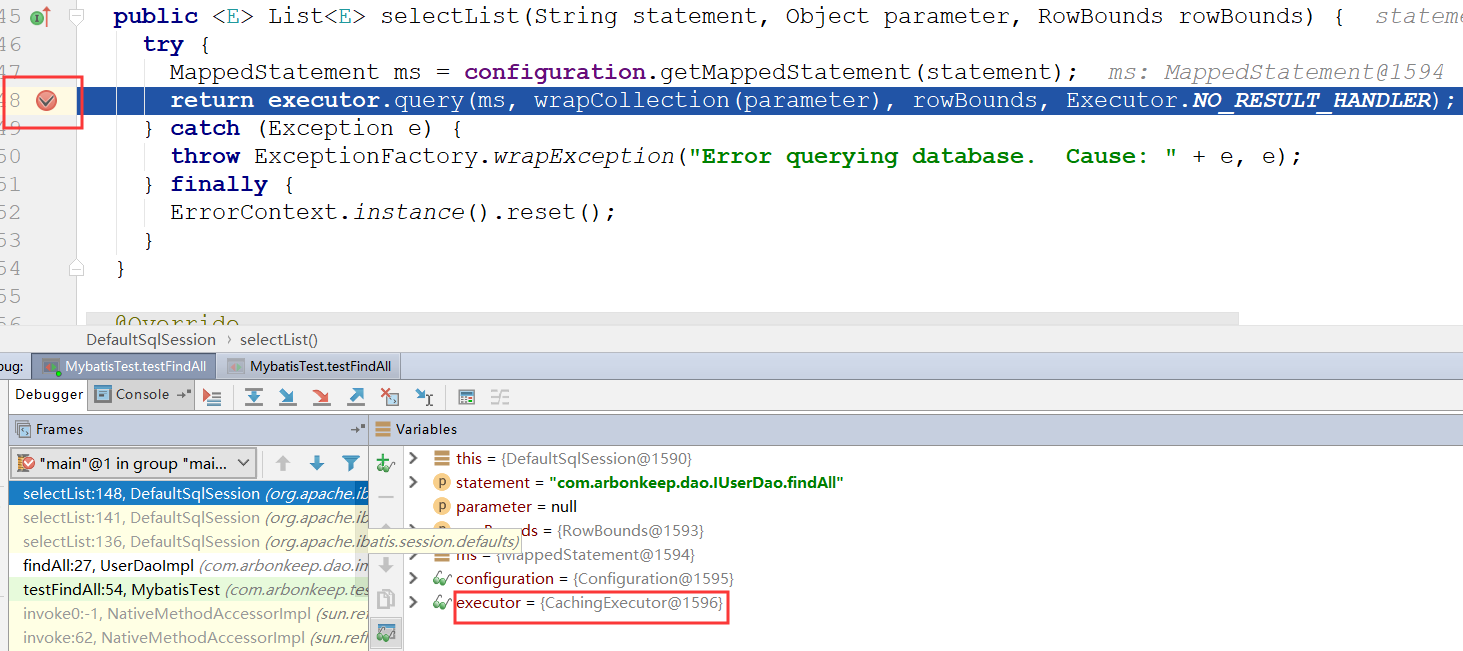 45 public <E> List<E> selectList(String statement, Object parameter, RowBounds rowBounds) { stateme
46 try {
47 MappedStatement ms = configuration.getMappedStatement(statement); ms: MappedStatement@1594
48 return executor.query(ms, wrapCollection(parameter), rowBounds, Executor.NO_RESULT_HANDLER);
49 } catch (Exception e) {
50 throw ExceptionFactory.wrapException("Error querying database.  Cause: " + e, e);
51 } finally {
52 ErrorContext.instance().reset();
53 }
54 }
55
56 @Override
DefaultSqlSession › selectList()
bug: MybatisTest.testFindAll MybatisTest.testFindAll
Debugger Console
Frames
Variables
"main"@1 in group "mai...
this = {DefaultSqlSession@1590}
statement = "com.arbonkeep.dao.IUserDao.findAll"
selectList:148, DefaultSqlSession (org.apache.ib
p parameter = null
selectList:141, DefaultSqlSession (org.apache.ib
ds = {RowBounds@1593}
selectList:136, DefaultSqlSession (org.apache.ibatis.session.defaults)
ms = {MappedStatement@1594}
findAll:27, UserDaoImpl (com.arbonkeep.dao.im
configuration = {Configuration@1595}
testFindAll:54, MybatisTest (com.arbonkeep.tes
executor = {CachingExecutor@1596}
invoke0:-1, NativeMethodAccessorImpl (sun.refl
invoke:62, NativeMethodAccessorImpl (sun.refl